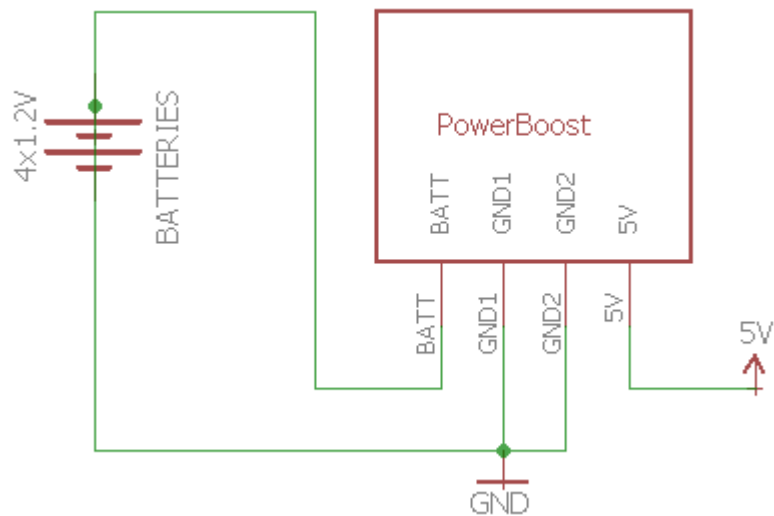 4x1.2V
BATTERIES
PowerBoost
BATT
GND1
GND2
5V
BATT
GND1
GND2
5V
5V
GND